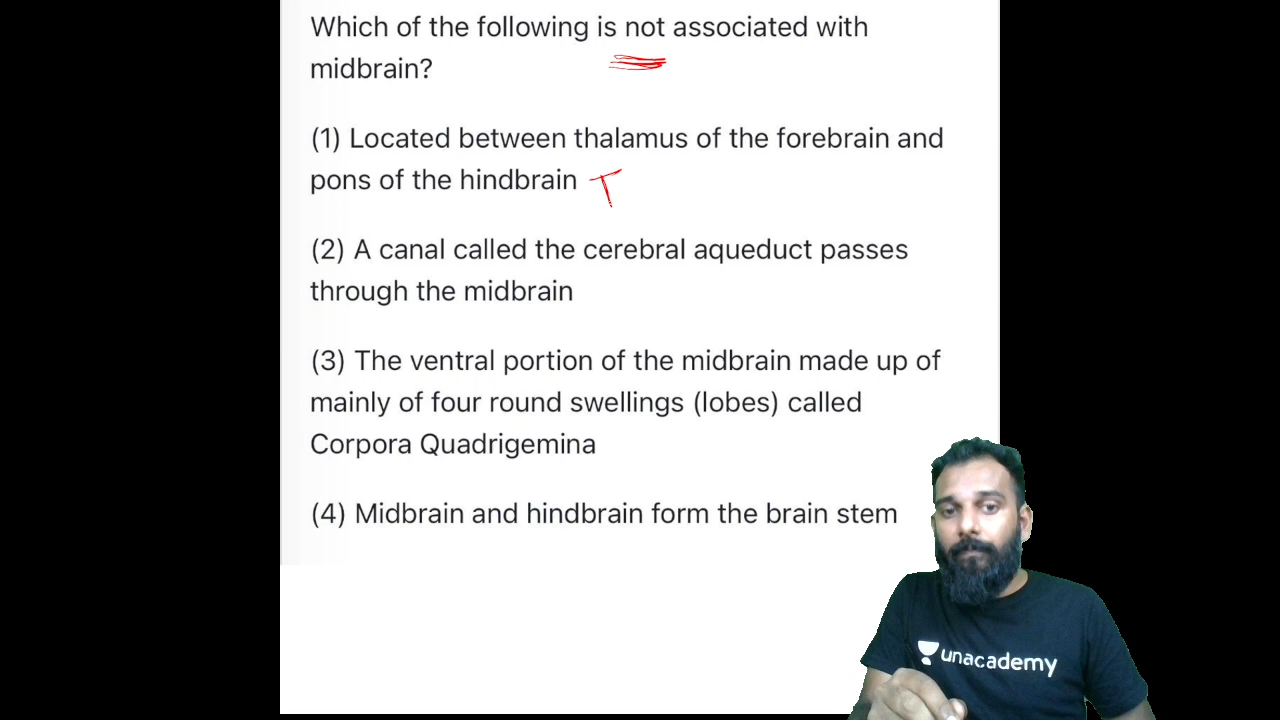 Which of the following is not associated with
midbrain?
(1) Located between thalamus of the forebrain and
pons of the hindbrain T
(2) A canal called the cerebral aqueduct passes
through the midbrain
(3) The ventral portion of the midbrain made up of
mainly of four round swellings (lobes) called
Corpora Quadrigemina
(4) Midbrain and hindbrain form the brain stem
unacademy